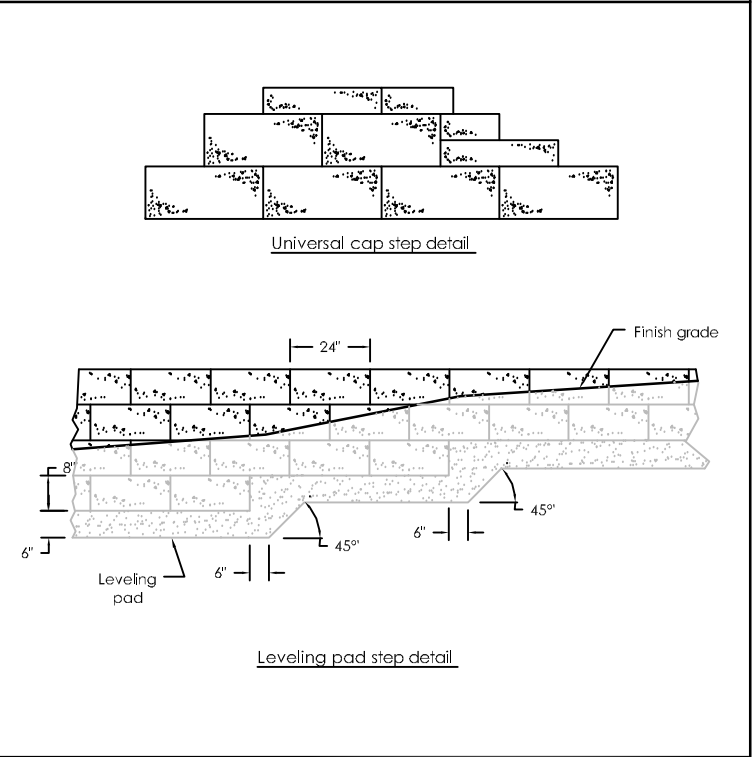 Universal cap step detail
24"
Finish grade
8"
6"
45°'
6"
45°'
6"
Leveling
pad
Leveling pad step detail